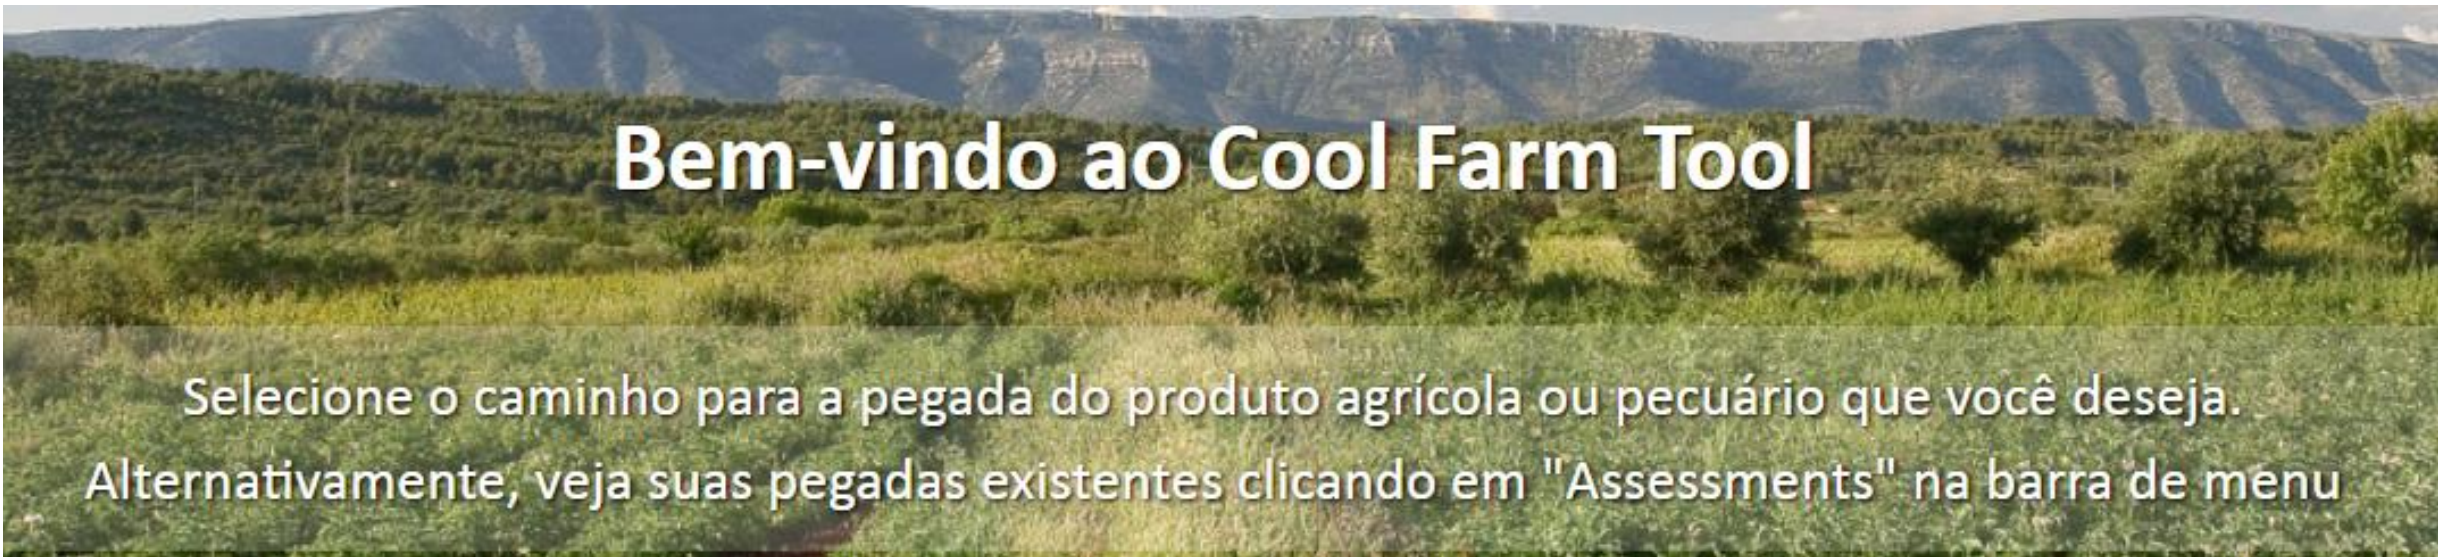 Bem-vindo ao Cool Farm Tool
Selecione o caminho para a pegada do produto agrícola ou pecuário que você deseja.
Alternativamente, veja suas pegadas existentes clicando em "Assessments" na barra de menu